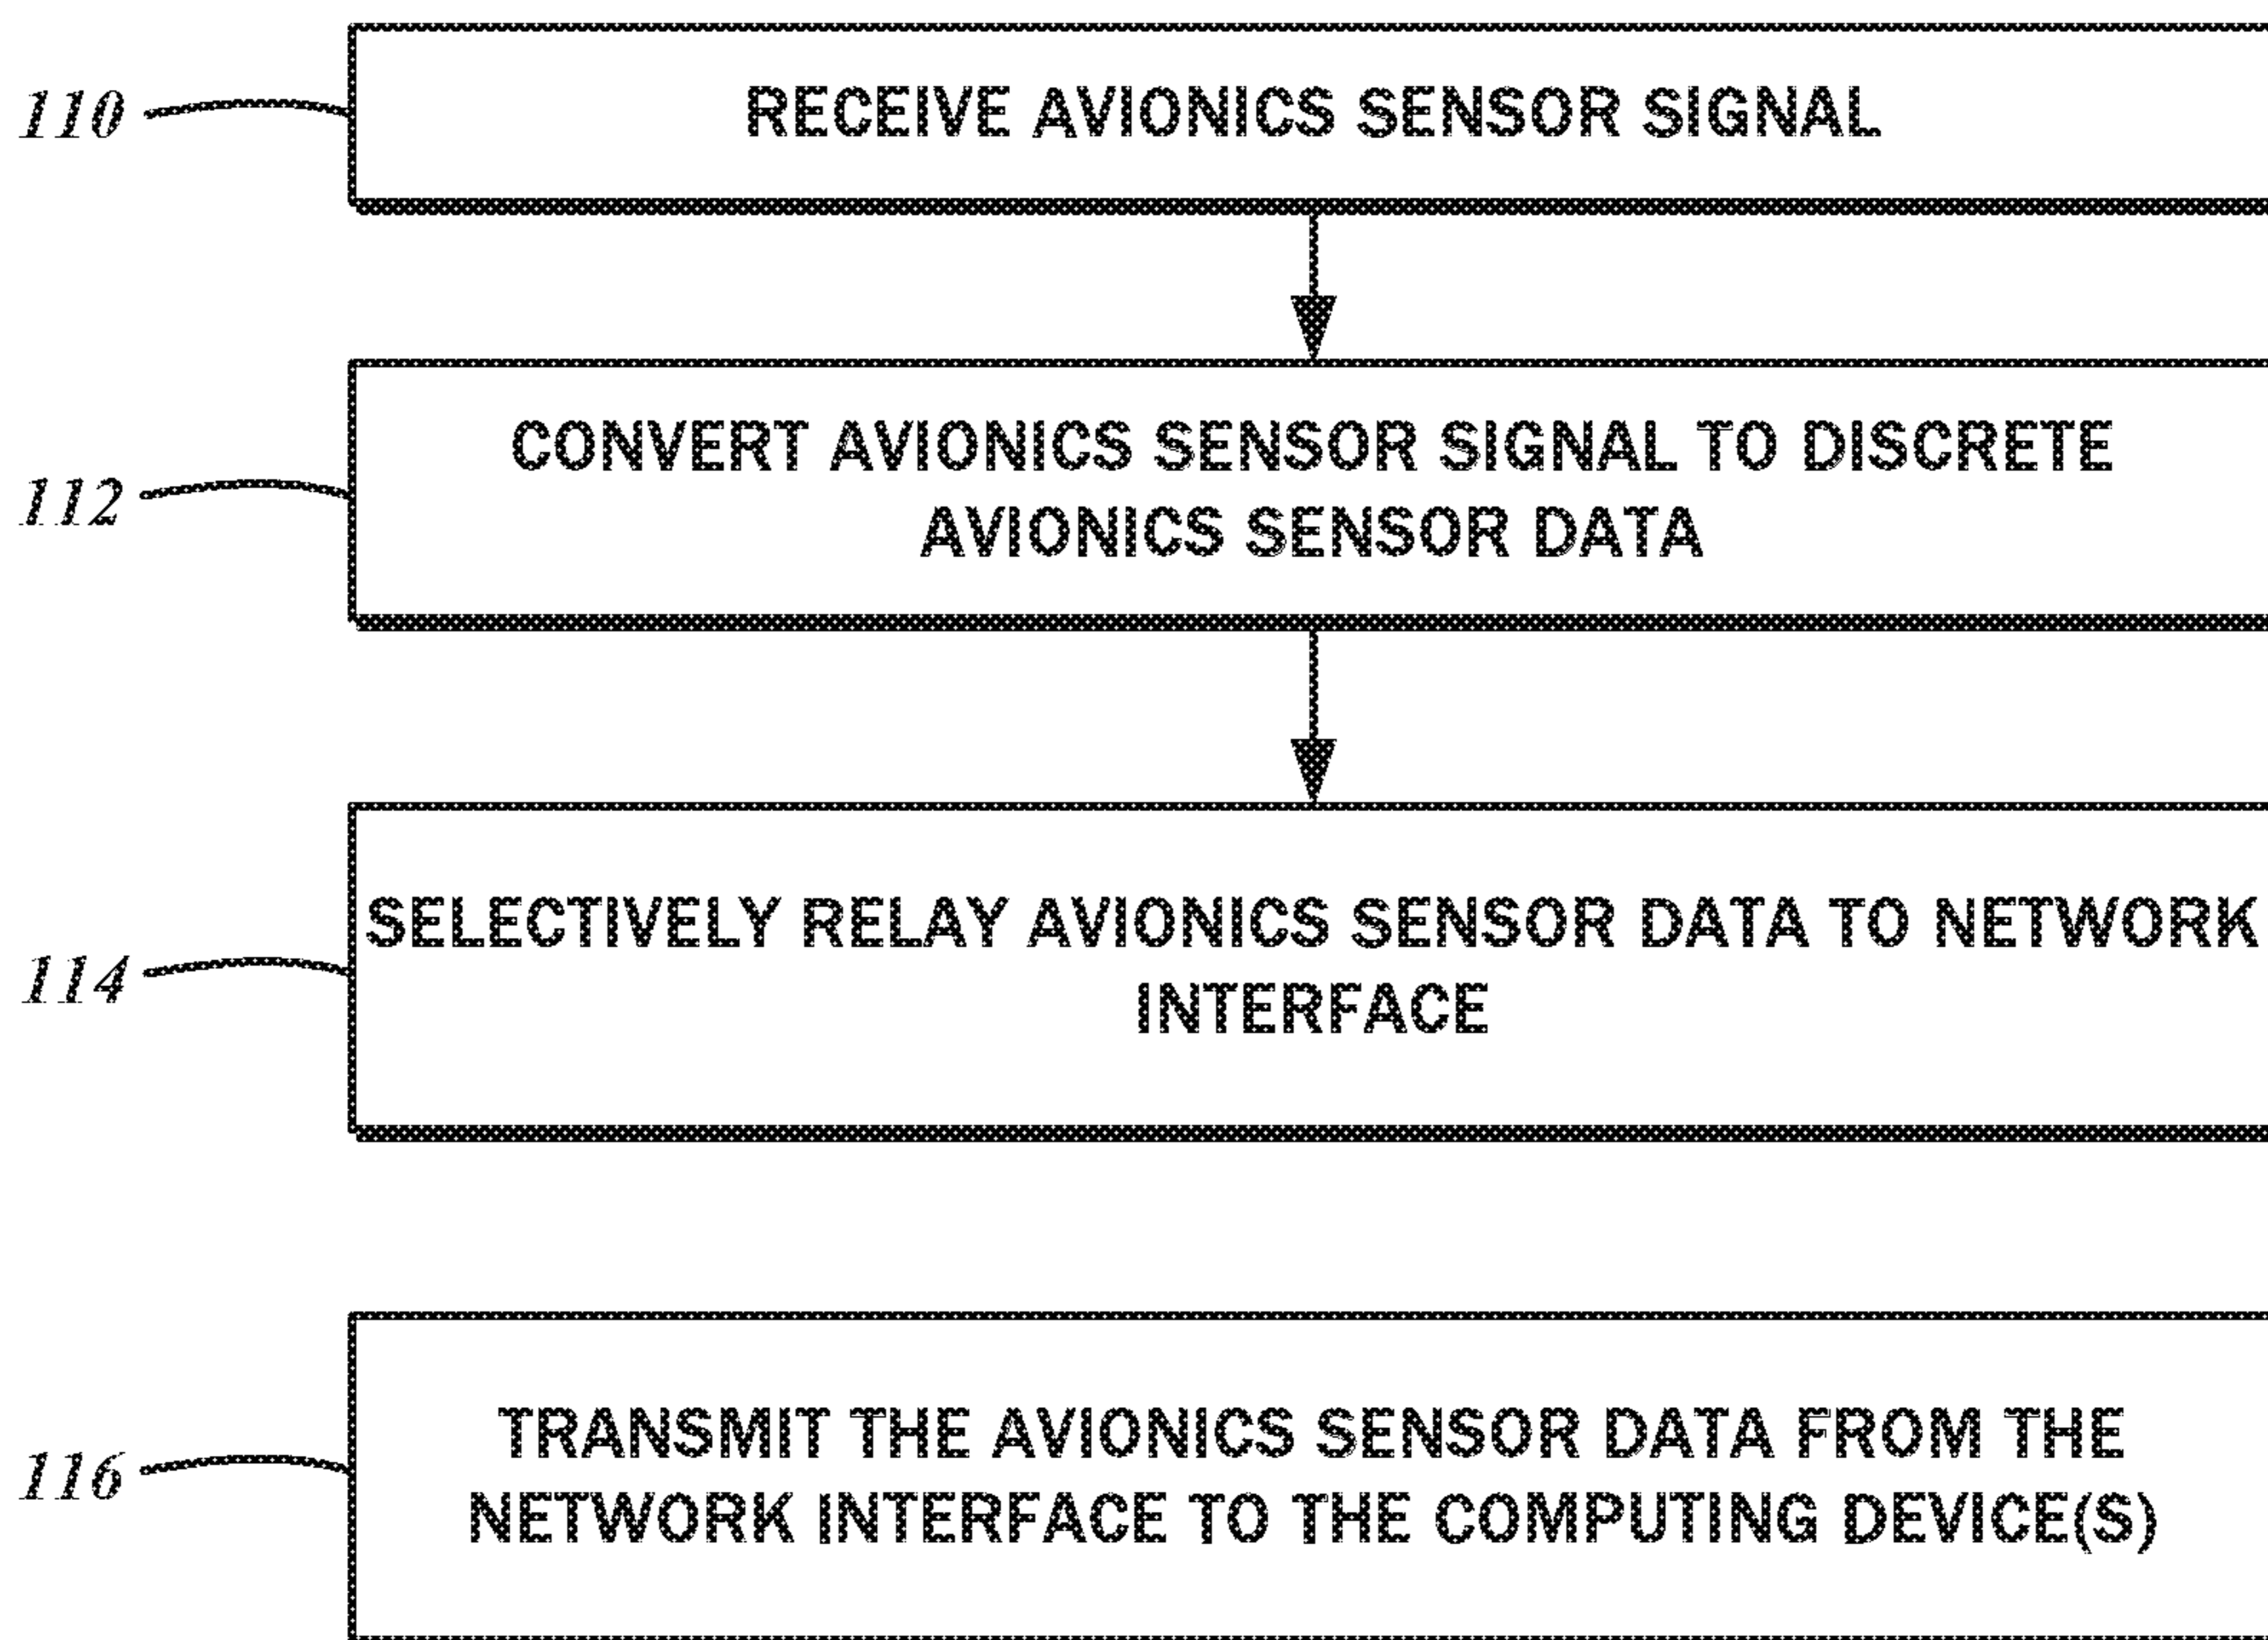 110
RECEIVE AVIONICS SENSOR SIGNAL
112
CONVERT AVIONICS SENSOR SIGNAL TO DISCRETE
AVIONICS SENSOR DATA
114
SELECTIVELY RELAY AVIONICS SENSOR DATA TO NETWORK
INTERFACE
116
TRANSMIT THE AVIONICS SENSOR DATA FROM THE
NETWORK INTERFACE TO THE COMPUTING DEVICE(S)